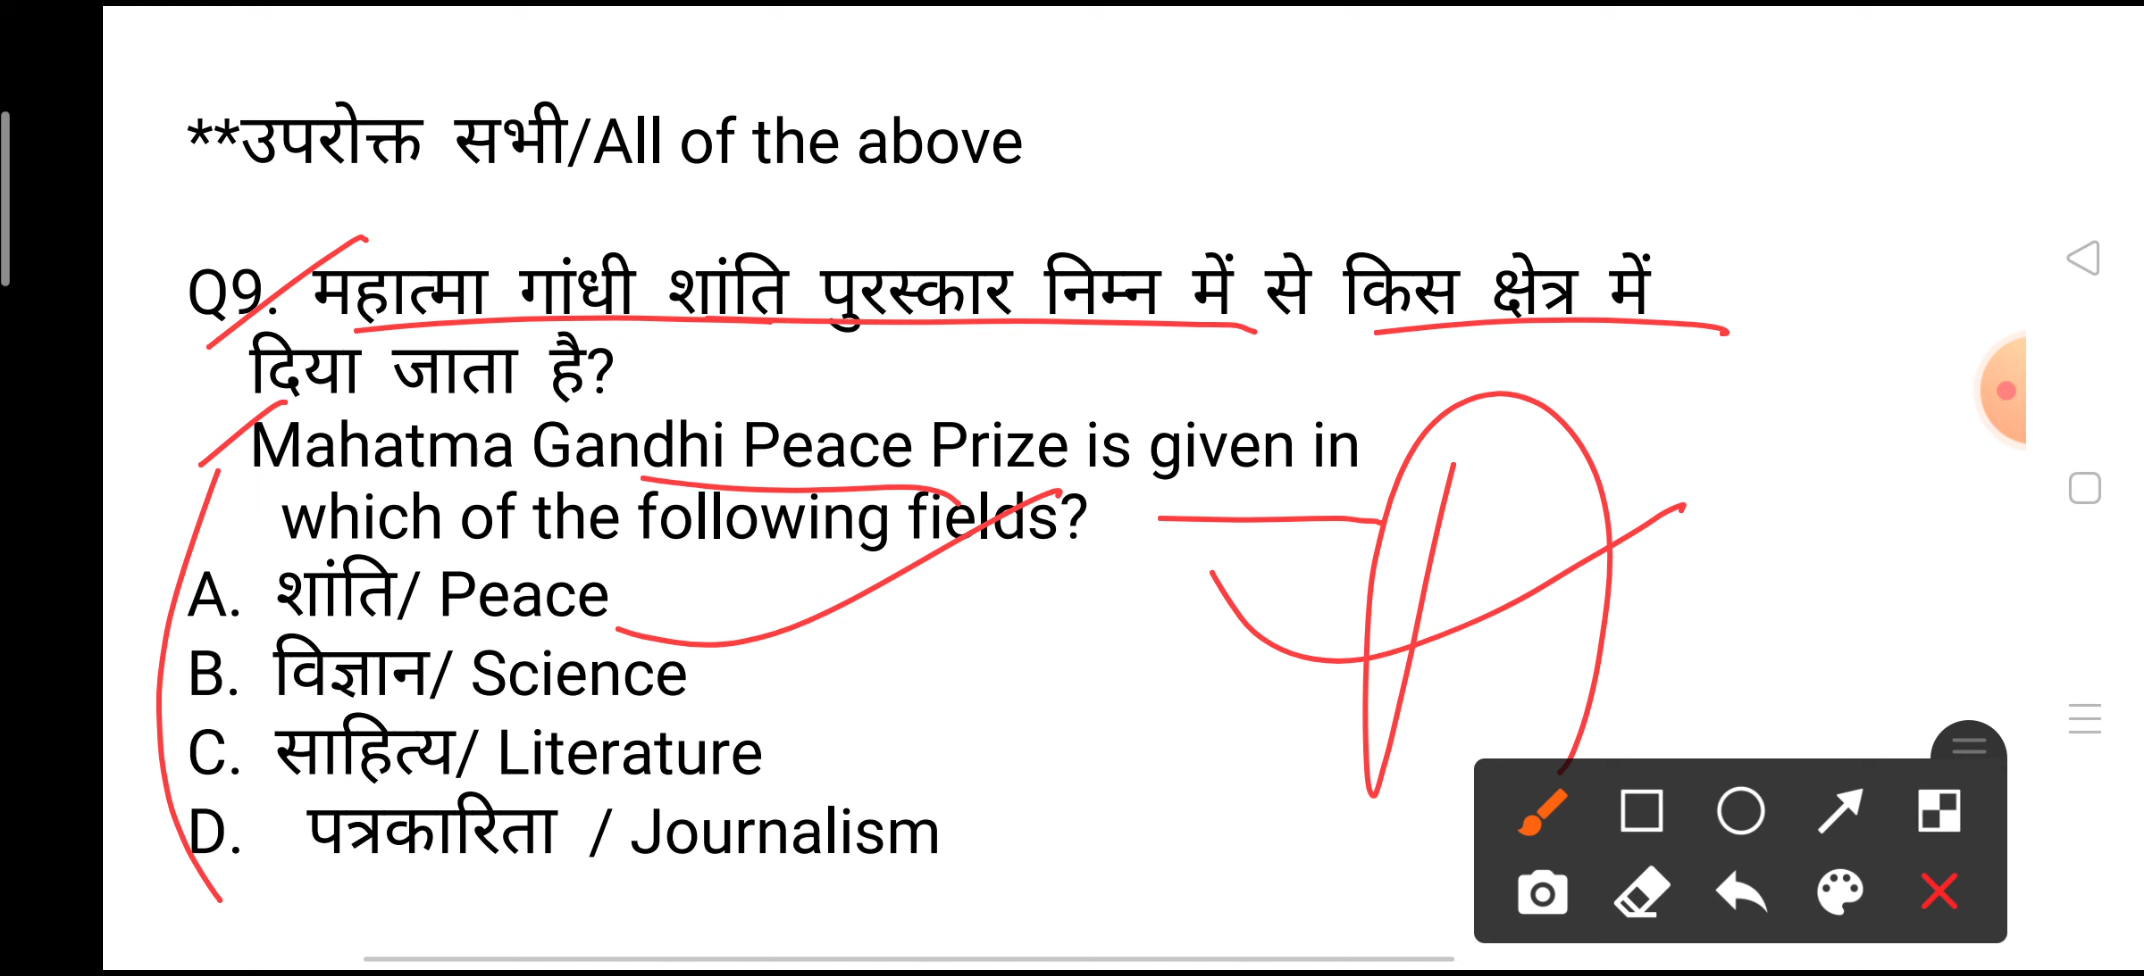 **उपरोक्त सभी/All of the above
Q9. महात्मा गांधी शांति पुरस्कार निम्न में से किस क्षेत्र में
दिया जाता है?
Mahatma Gandhi Peace Prize is given in
which of the following fields?
A. शांति/ Peace
B. विज्ञान/ Science
C. साहित्य/ Literature
D. पत्रकारिता / Journalism